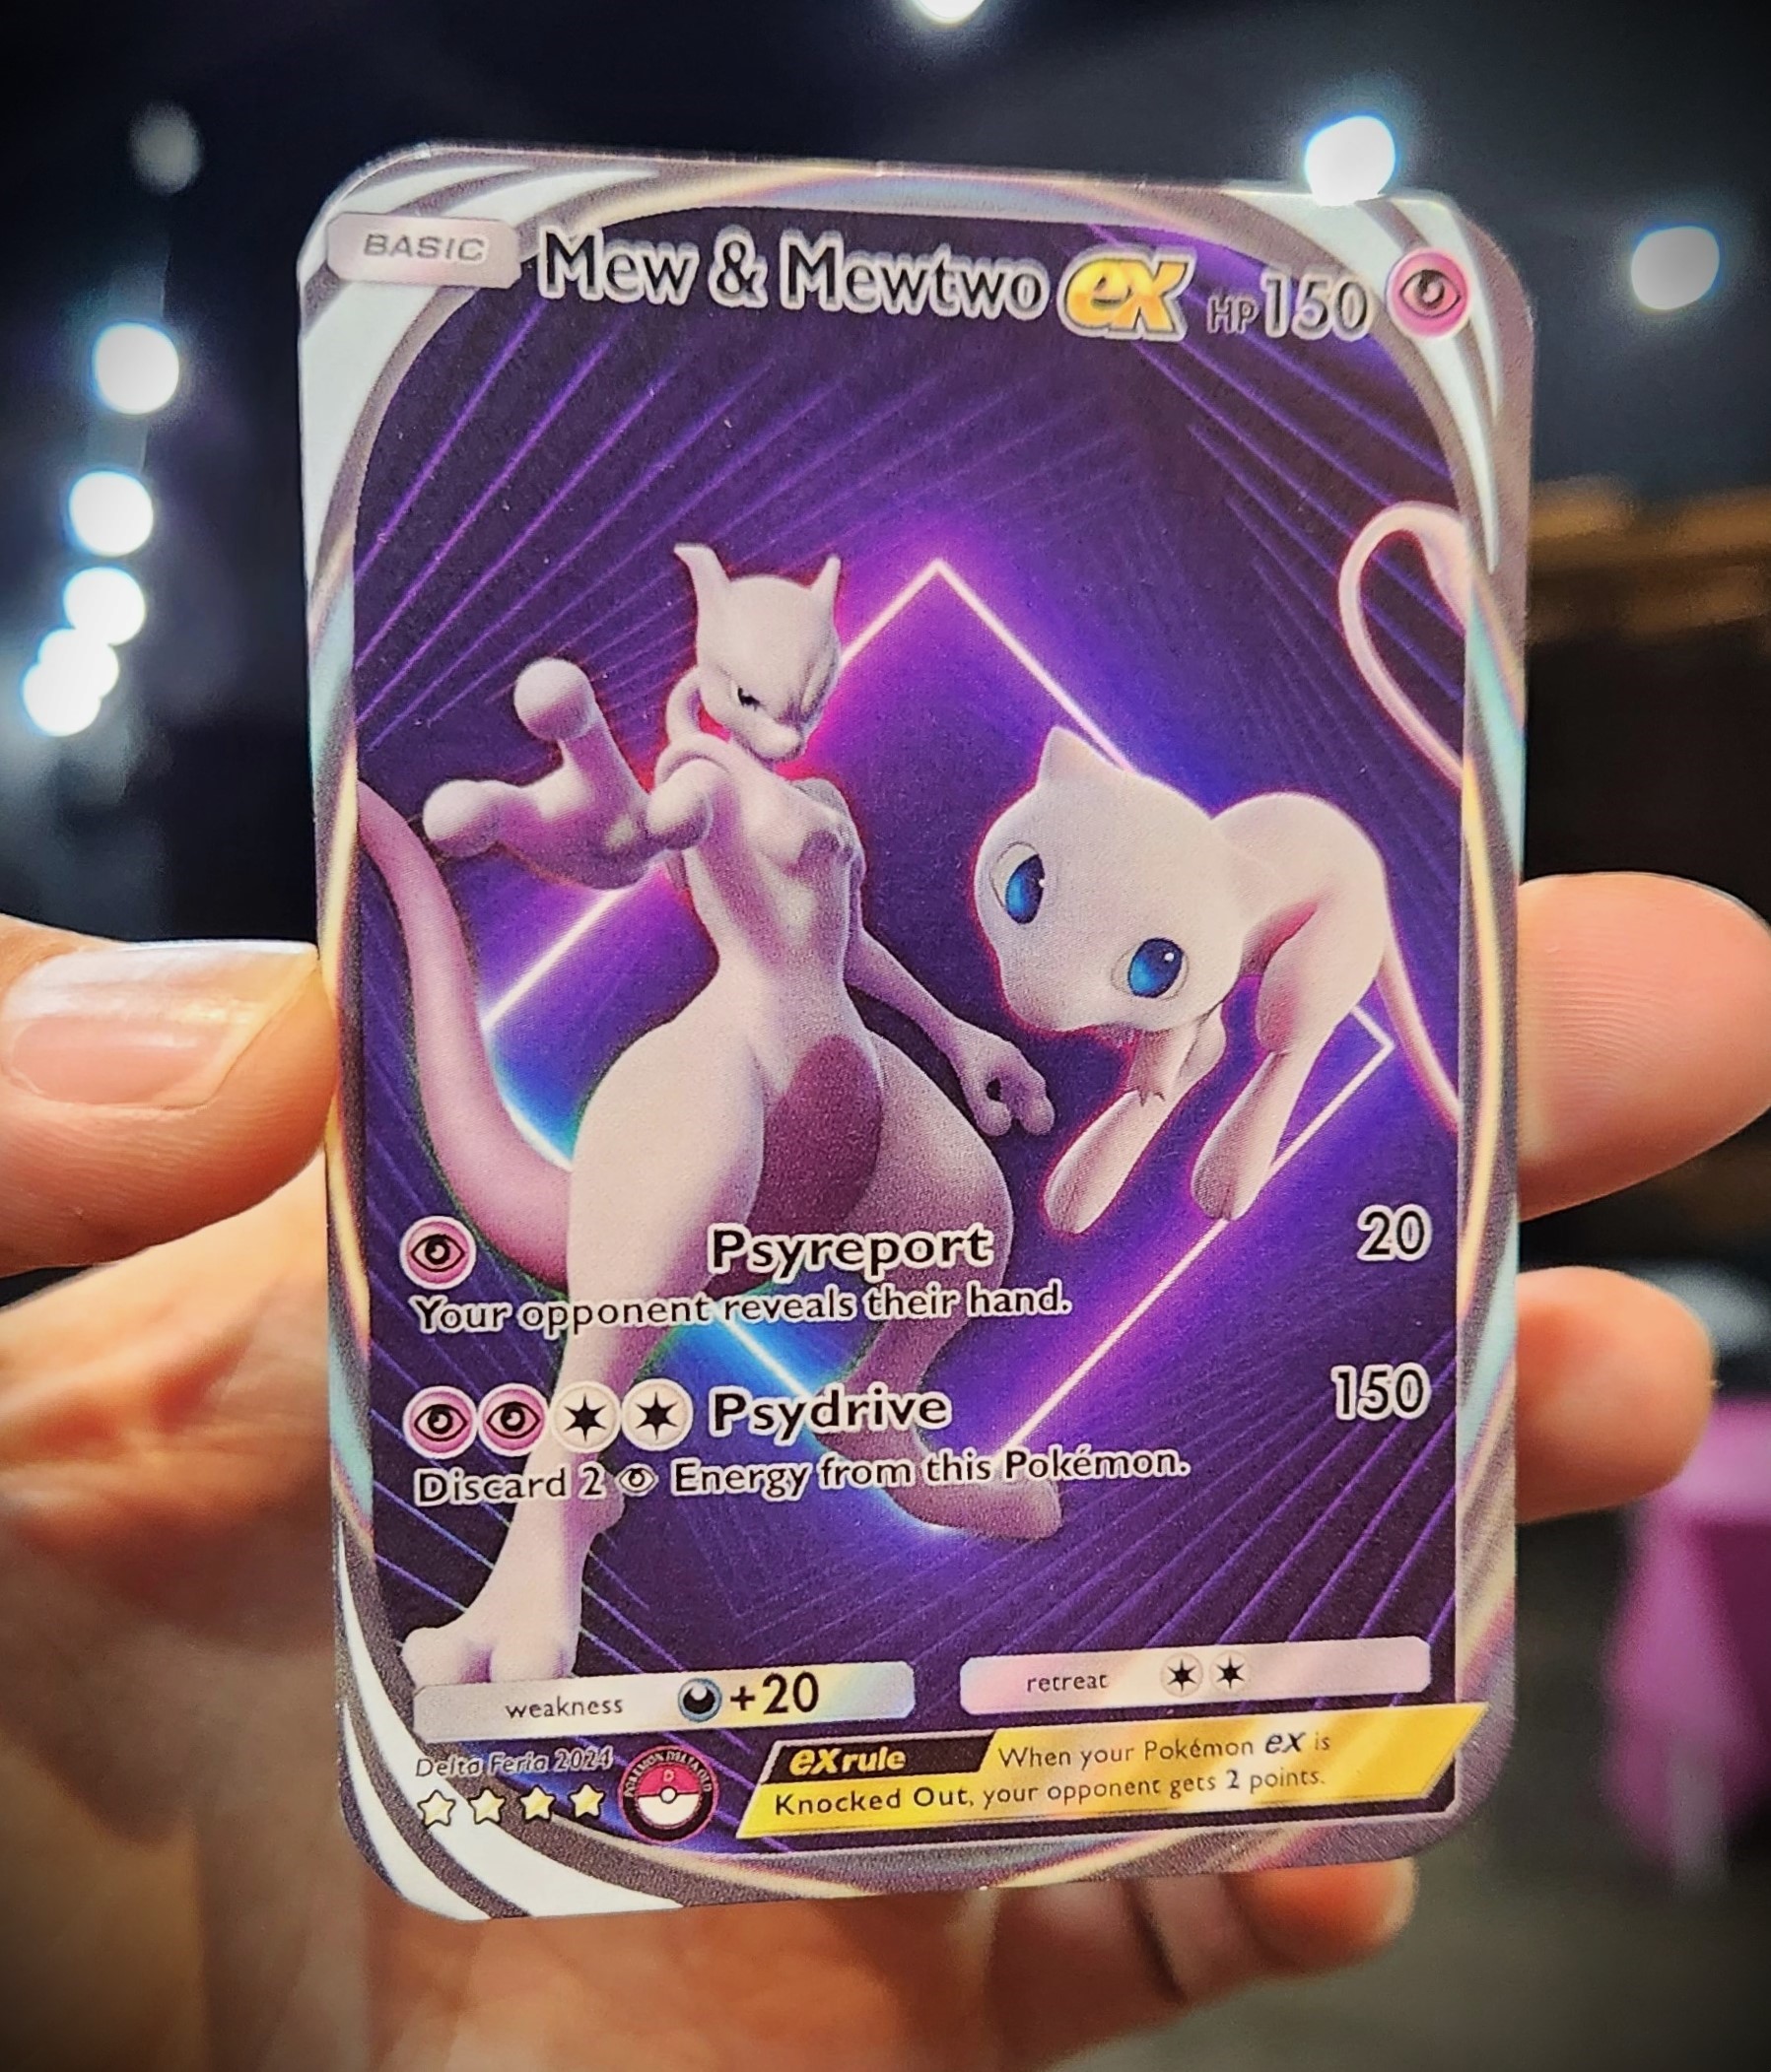 BASIC Mew & Mewtwo ex HP 150
Psyreport 20
Your opponent reveals their hand.
Psydrive 150
Discard 2 Energy from this Pokémon.
weakness +20 retreat
Delta Feria 2024
exrule When your Pokémon ex is
Knocked Out, your opponent gets 2 points.